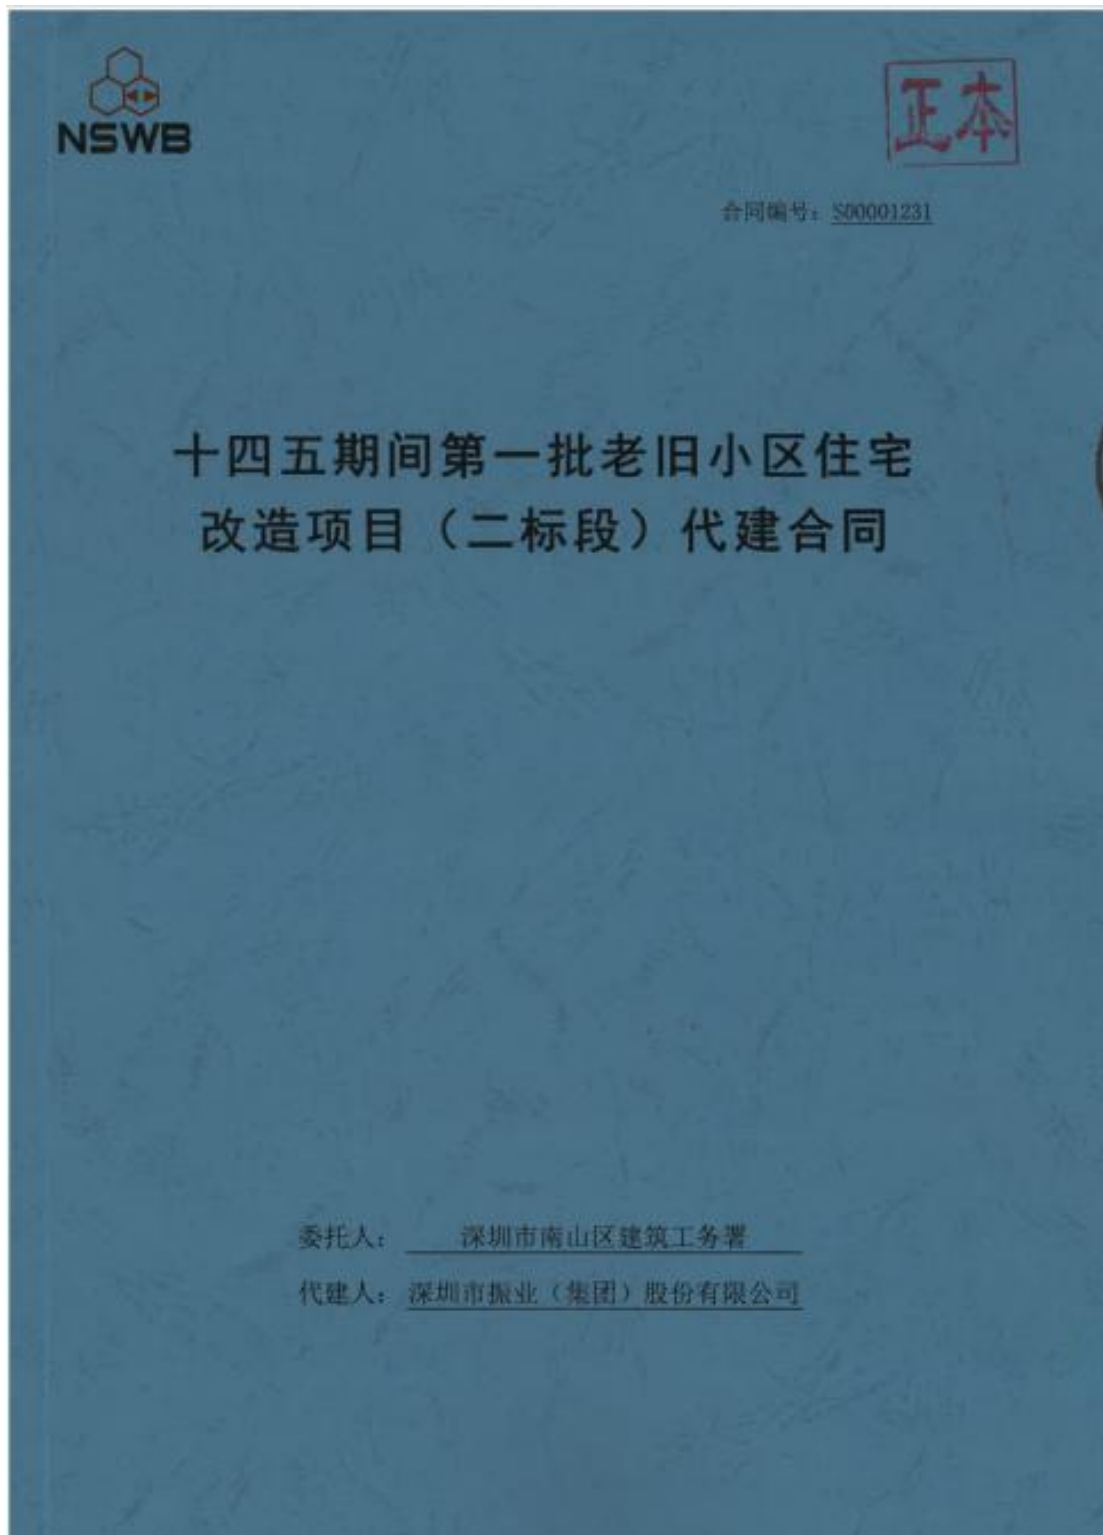 NSWB
正本
合同编号：S00001231
十四五期间第一批老旧小区住宅
改造项目（二标段）代建合同
委托人：深圳市南山区建筑工务署
代建人：深圳市振业（集团）股份有限公司